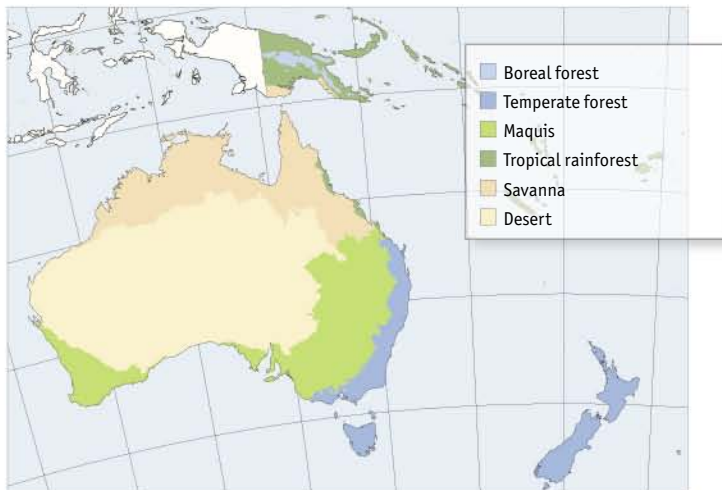 Boreal forest
Temperate forest
Maquis
Tropical rainforest
Savanna
Desert